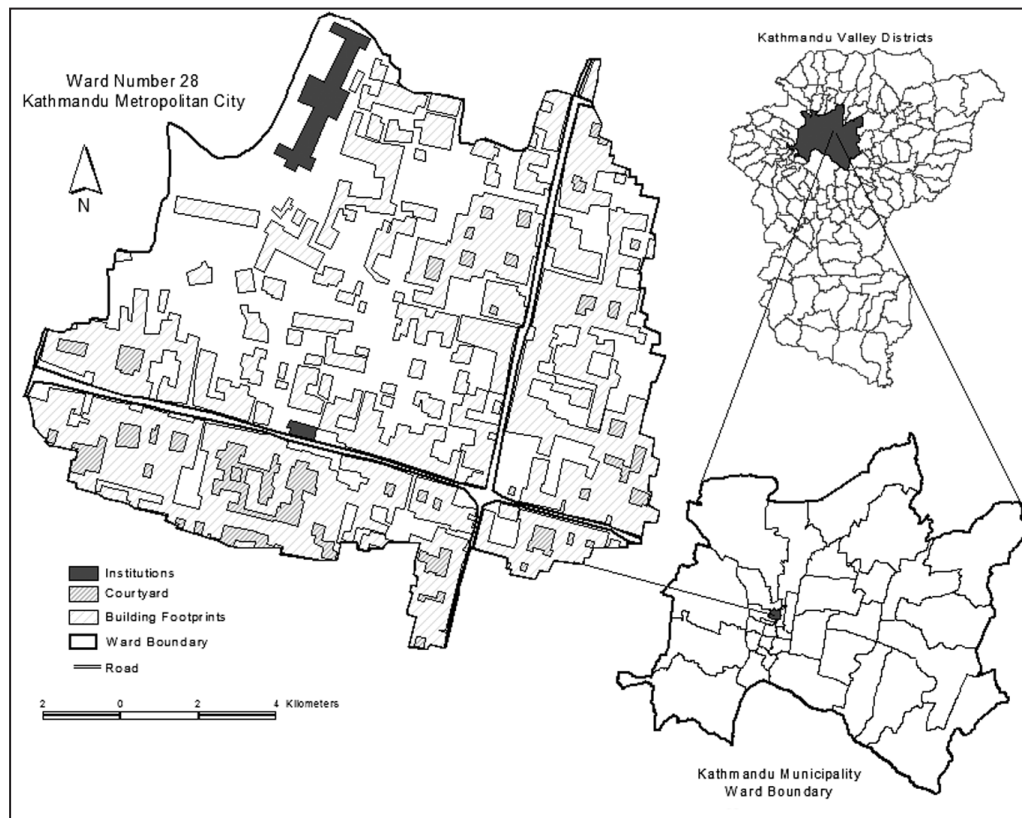 Ward Number 28
Kathmandu Metropolitan City
N
Kathmandu Valley Districts
Institutions
Courtyard
Building Footprints
Ward Boundary
Road
2 0 2 4 Kilometers
Kathmandu Municipality
Ward Boundary